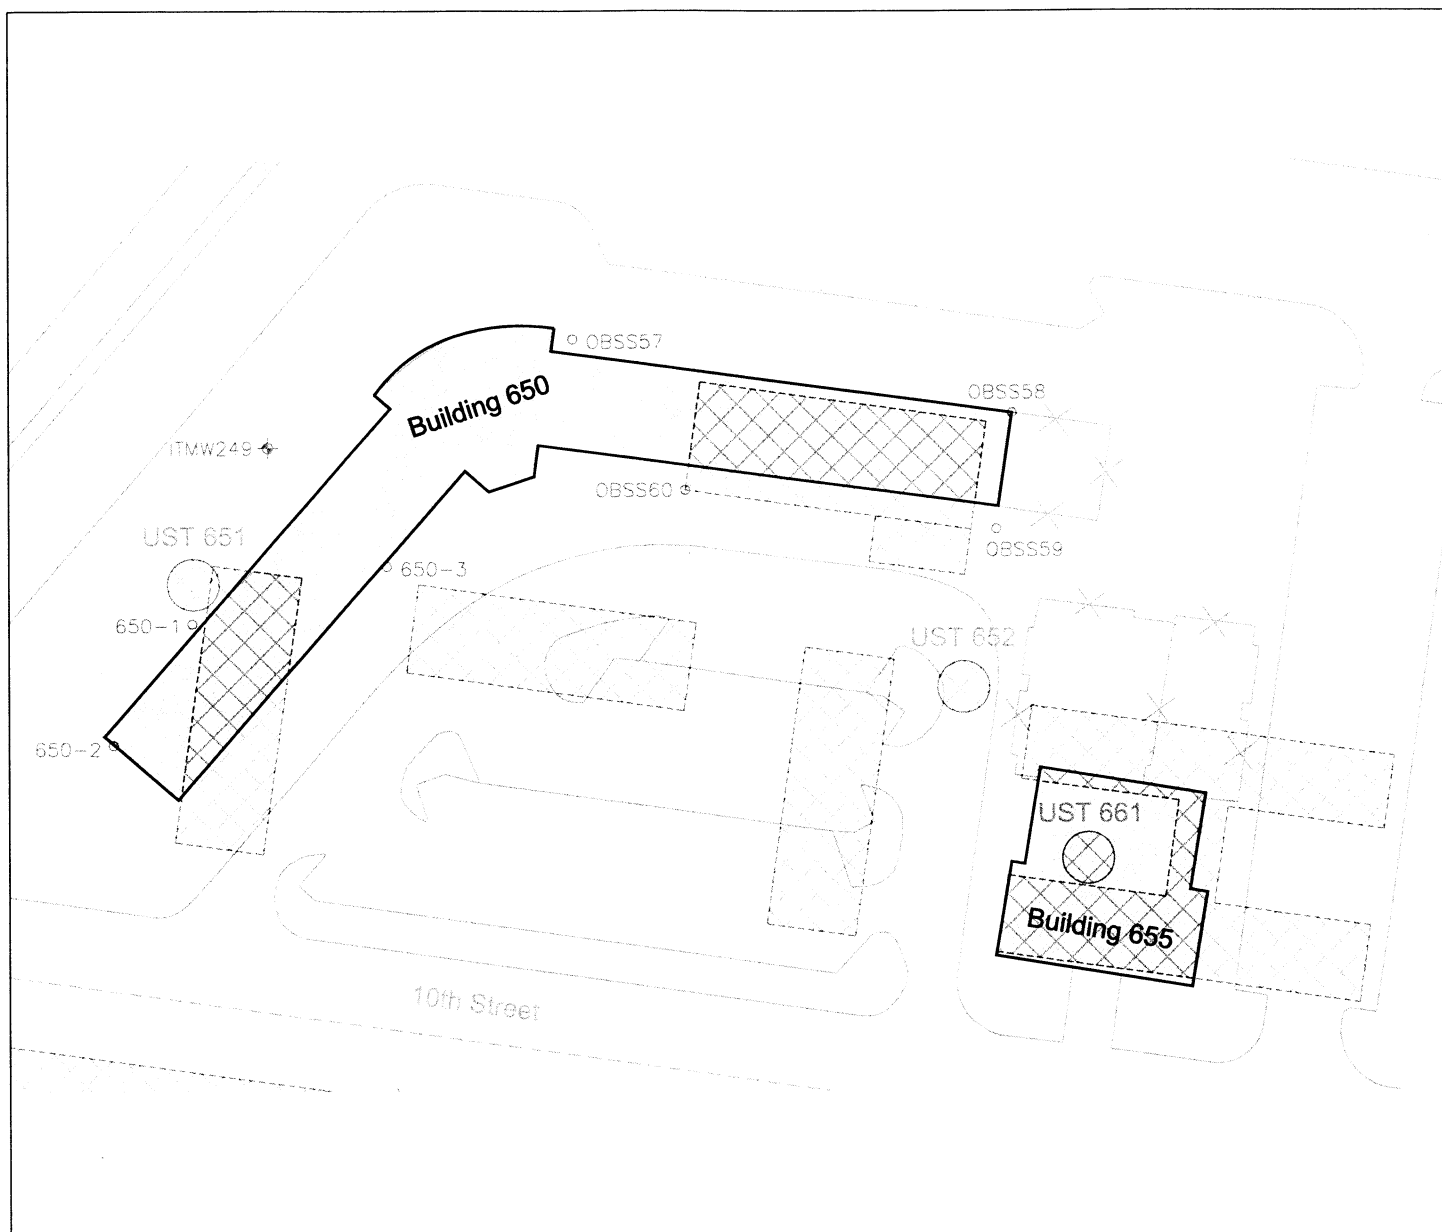 OBSS57
OBSS58
Building 650
ITMW249
OBSS60
UST 651
OBSS59
650-3
650-19
UST 652
650-2
UST 661
Building 655
10th Street